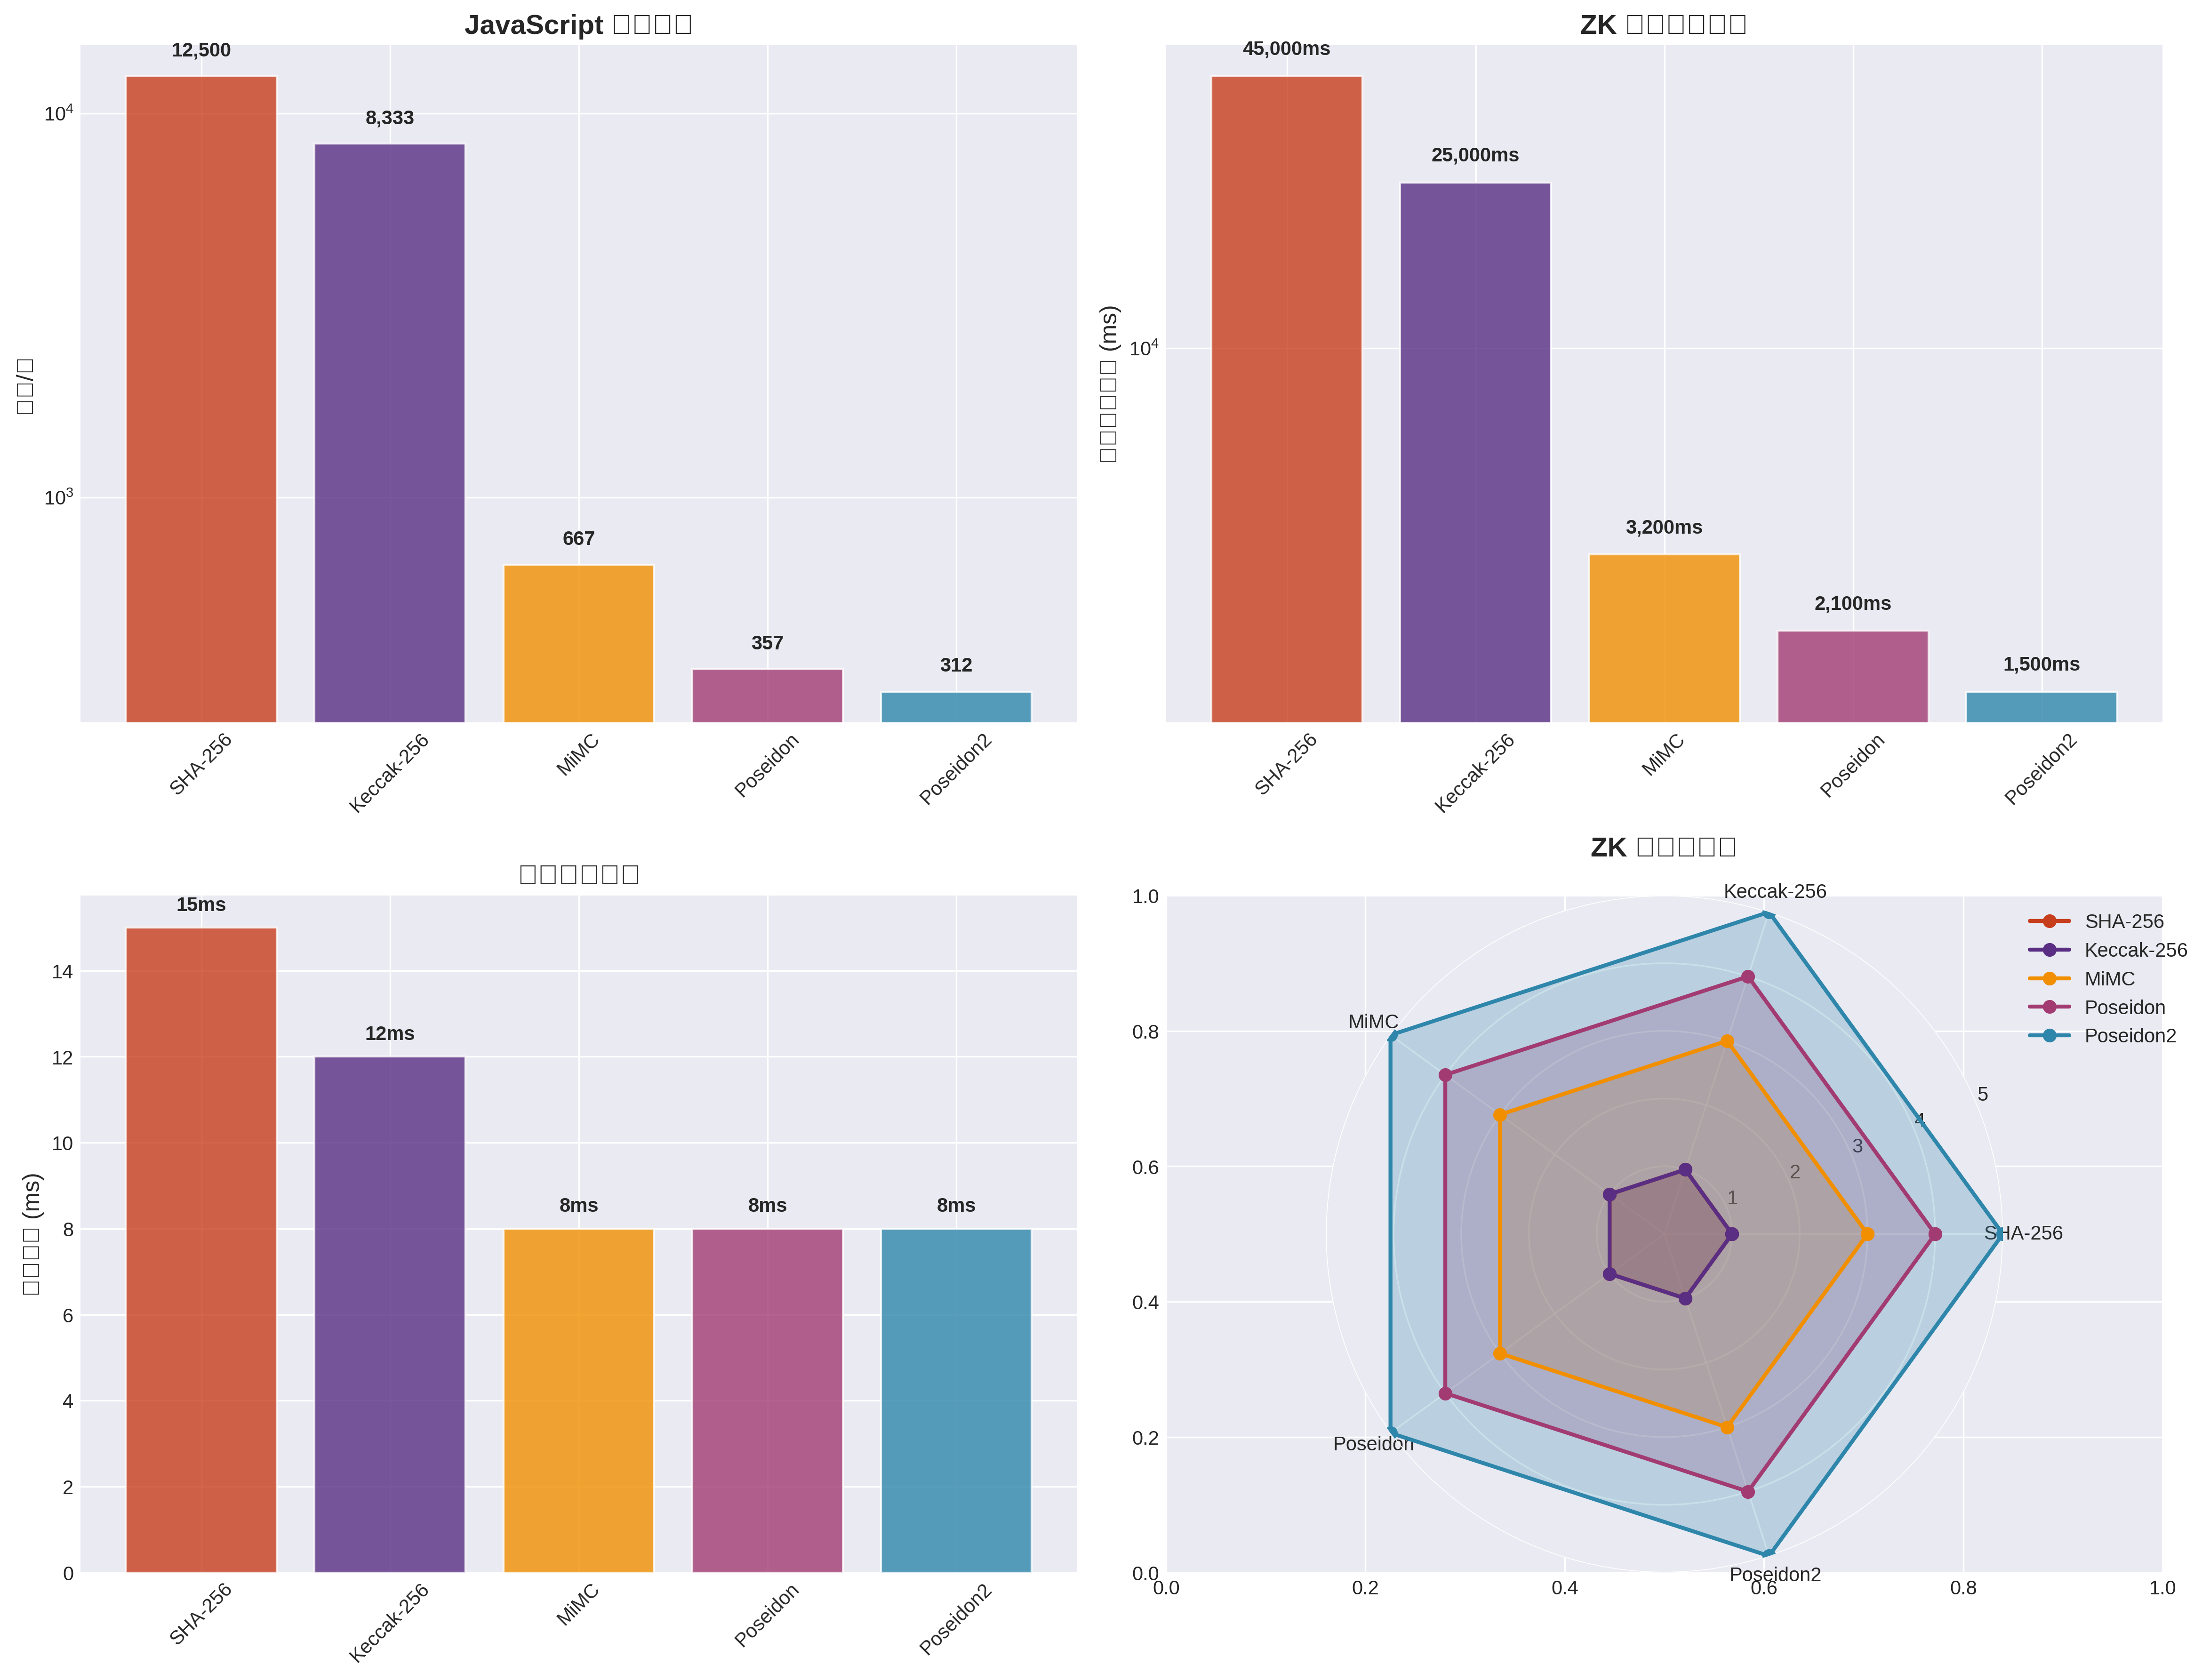 JavaScript
12,500
8,333
667
357
312
10⁴
10³
/
SHA-256
Keccak-256
MiMC
Poseidon
Poseidon2
ZK
45,000ms
25,000ms
3,200ms
2,100ms
1,500ms
10⁴
(ms)
SHA-256
Keccak-256
MiMC
Poseidon
Poseidon2
15ms
12ms
8ms
8ms
8ms
14
12
10
8
6
4
2
0
(ms)
SHA-256
Keccak-256
MiMC
Poseidon
Poseidon2
ZK
1.0
0.8
0.6
0.4
0.2
0.0
0.0
0.2
0.4
0.6
0.8
1.0
Keccak-256
MiMC
Poseidon
Poseidon2
SHA-256
1
2
3
4
5
SHA-256
Keccak-256
MiMC
Poseidon
Poseidon2